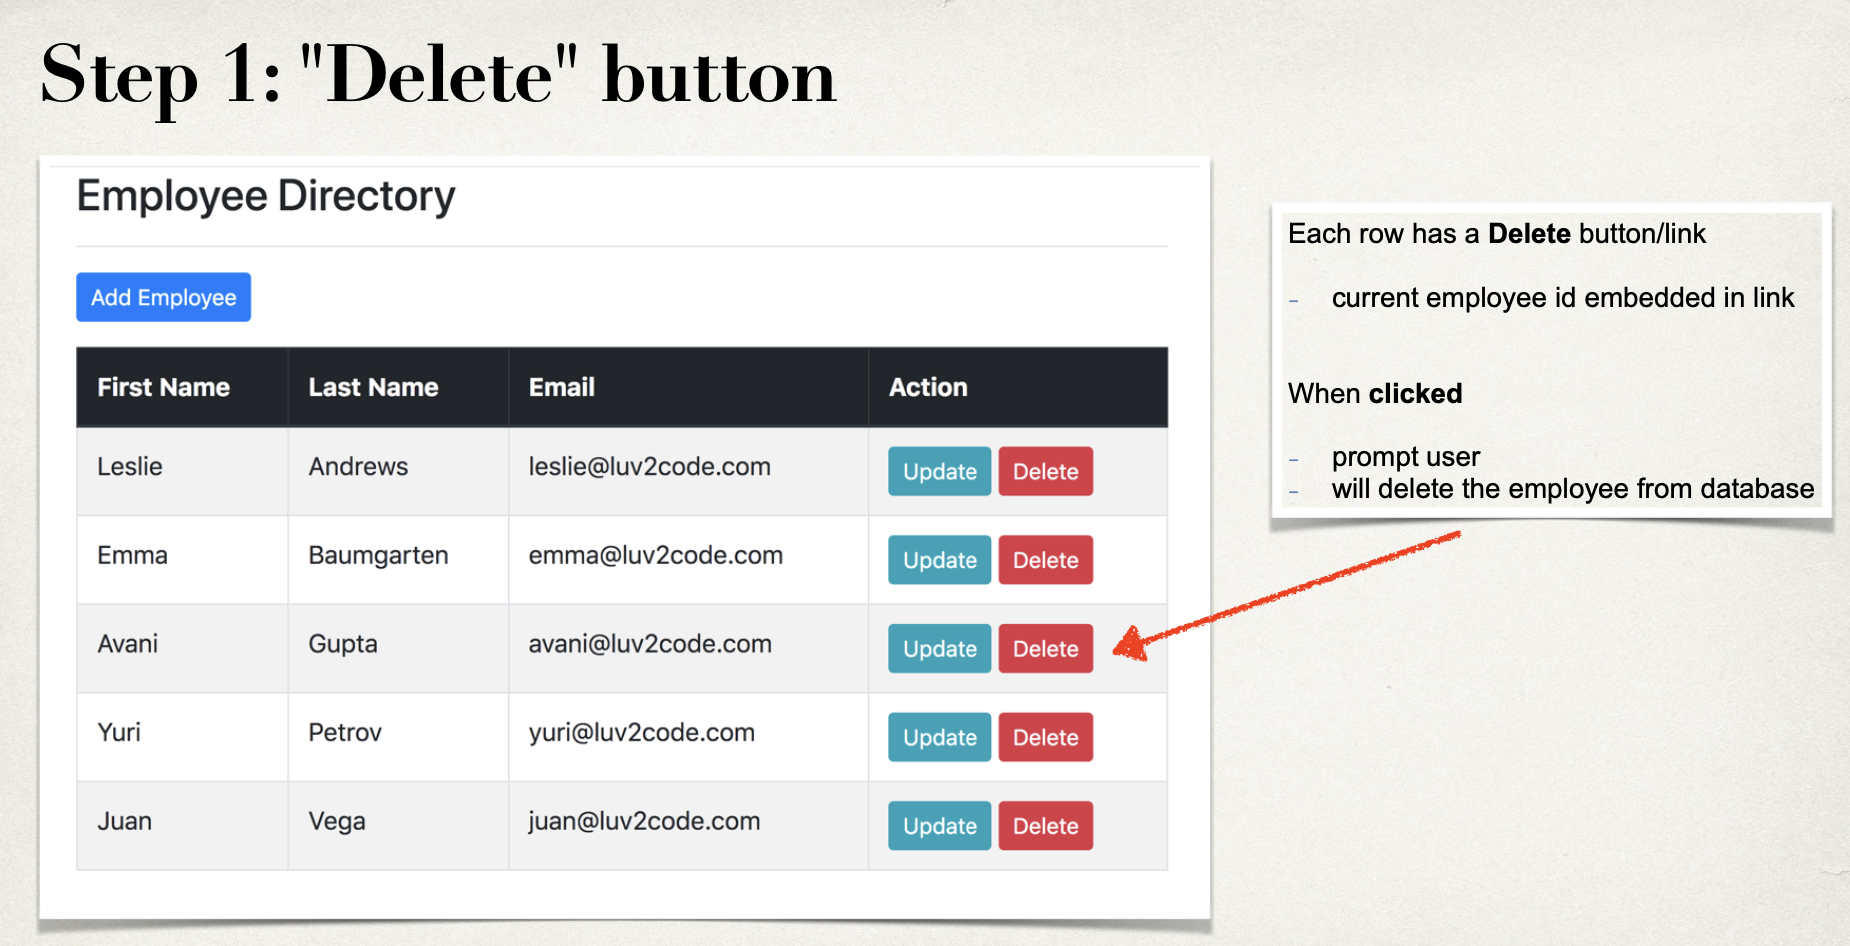 Step 1: "Delete" button
Employee Directory
Add Employee
First Name Last Name Email Action
Leslie Andrews leslie@luv2code.com Update Delete
Emma Baumgarten emma@luv2code.com Update Delete
Avani Gupta avani@luv2code.com Update Delete
Yuri Petrov yuri@luv2code.com Update Delete
Juan Vega juan@luv2code.com Update Delete
Each row has a Delete button/link
- current employee id embedded in link
When clicked
- prompt user
- will delete the employee from database